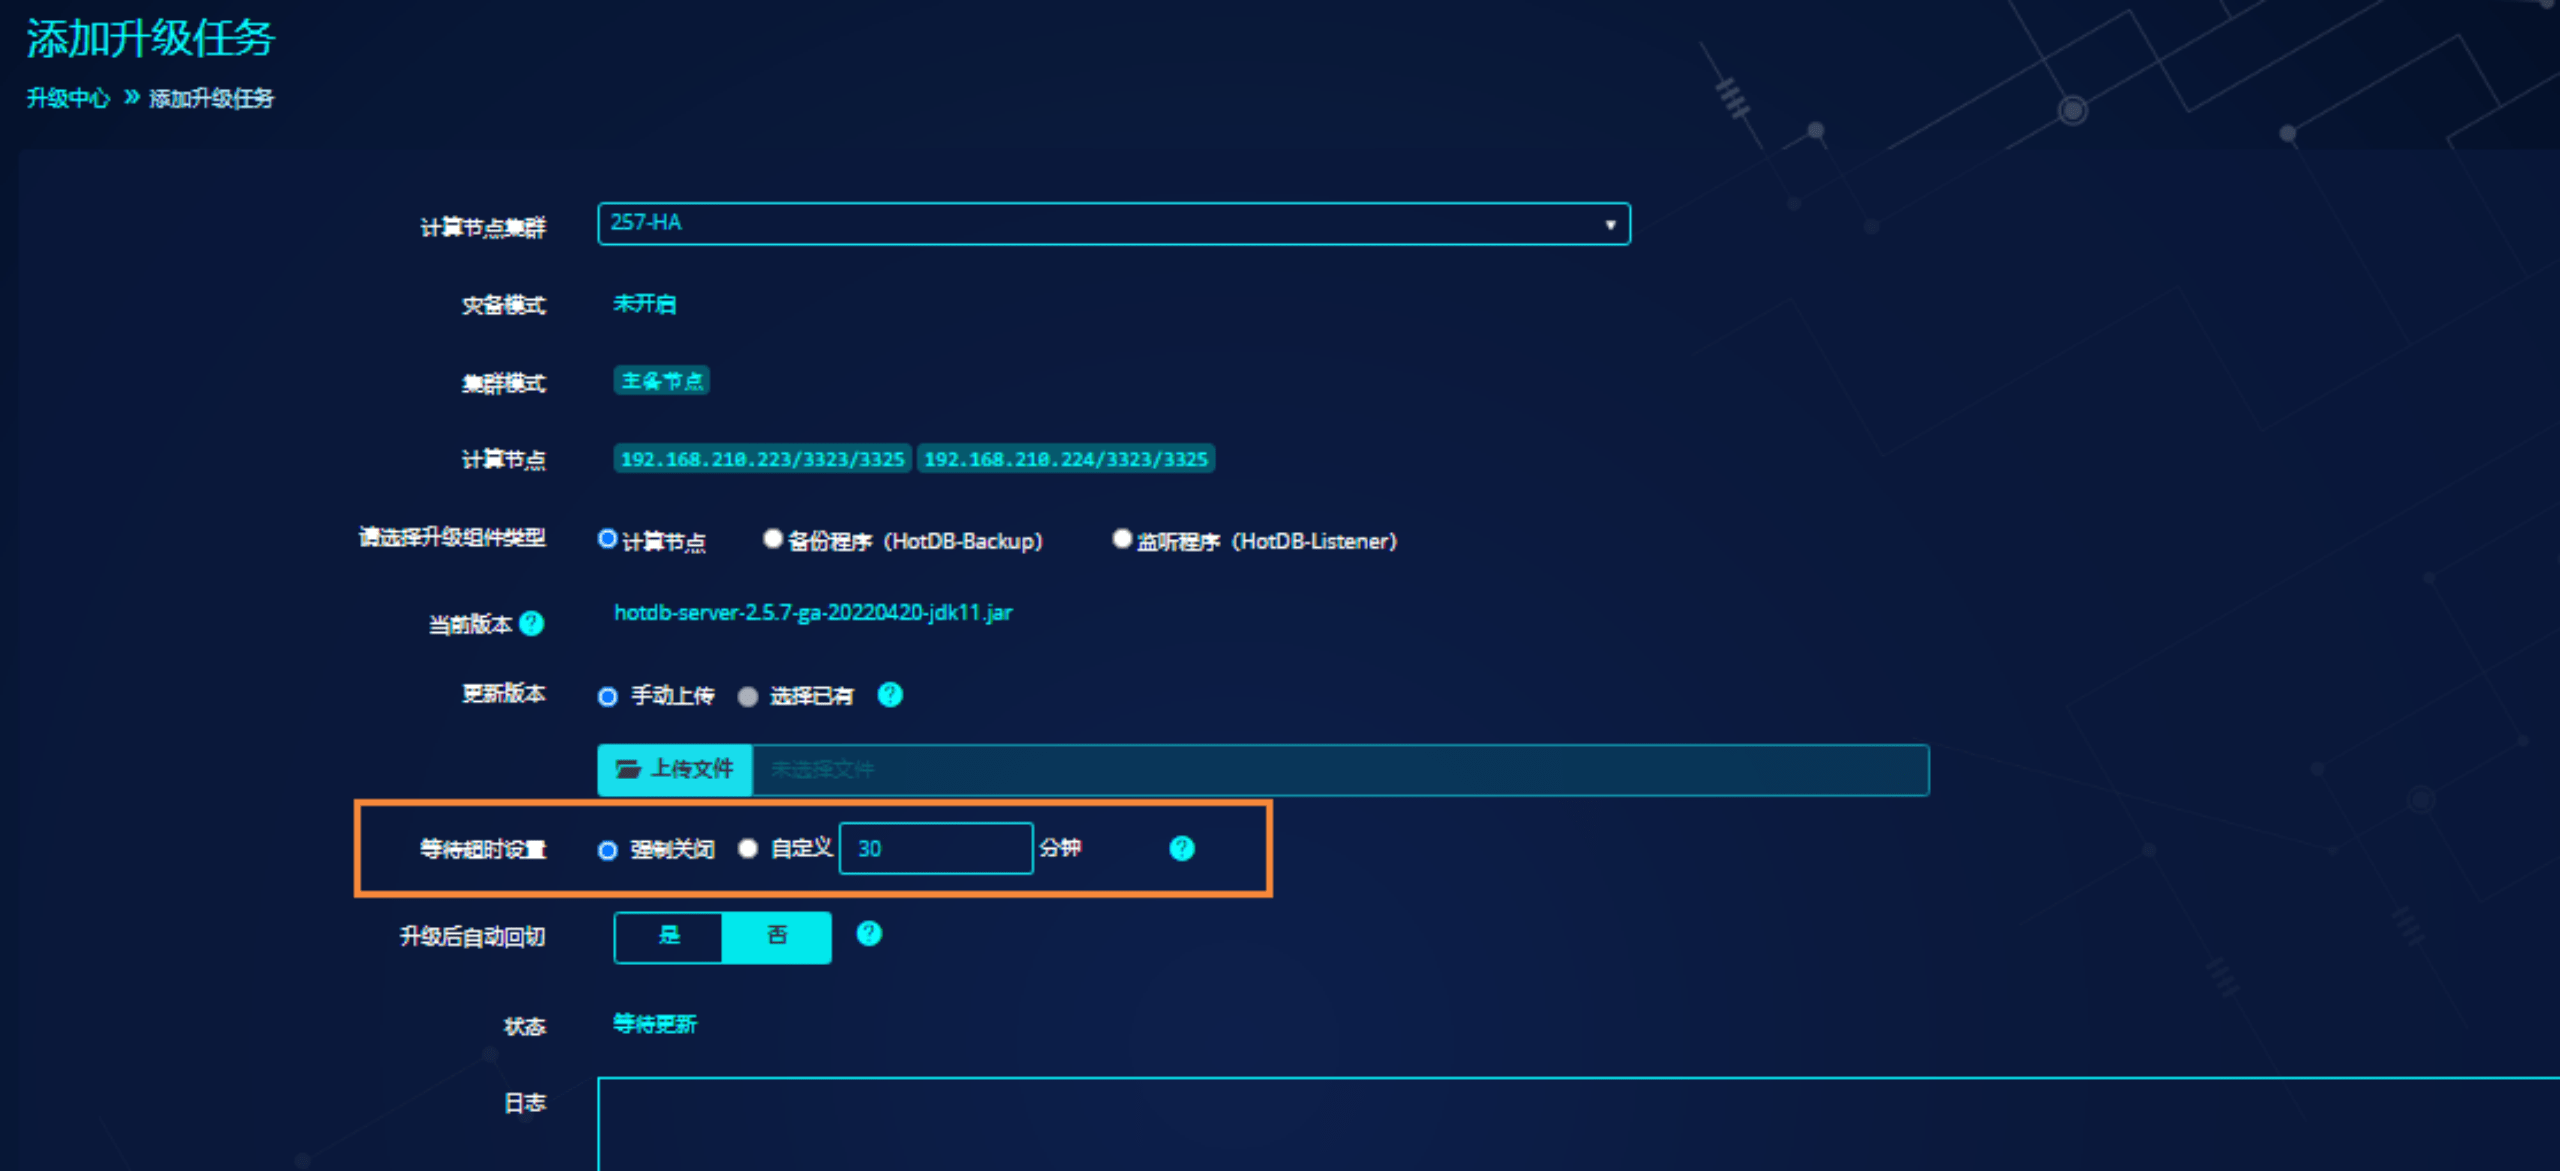 添加升级任务
升级中心 » 添加升级任务
计算节点集群 257-HA
灾备模式 未开启
集群模式 主备节点
计算节点 192.168.210.223/3323/3325 192.168.210.224/3323/3325
请选择升级组件类型 计算节点 备份程序（HotDB-Backup） 监听程序（HotDB-Listener）
当前版本 ? hotdb-server-2.5.7-ga-20220420-jdk11.jar
更新版本 手动上传 选择已有 ?
上传文件 未选择文件
等待超时设置 强制关闭 自定义 30 分钟 ?
升级后自动回切 是 否 ?
状态 等待更新
日志